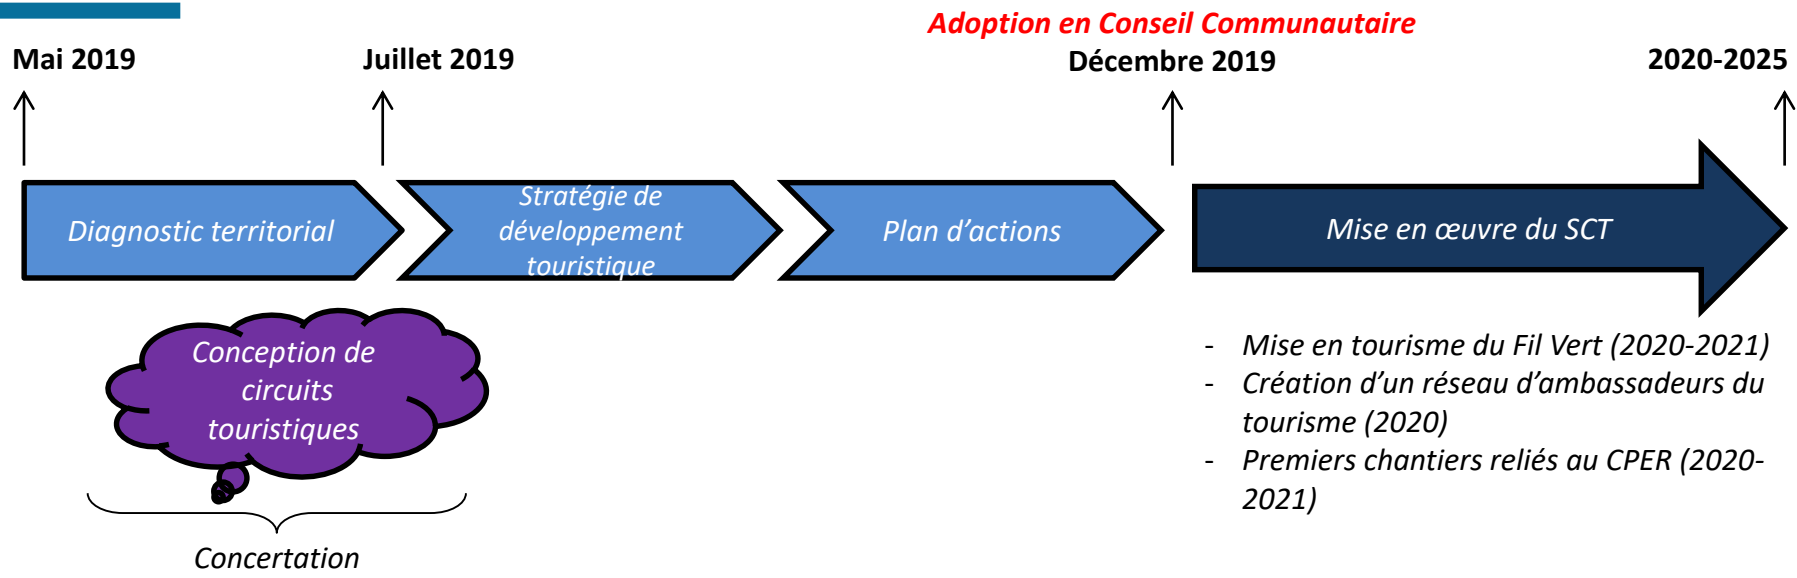 Adoption en Conseil Communautaire
Mai 2019
Juillet 2019
Décembre 2019
2020-2025
Diagnostic territorial
Stratégie de
développement
touristique
Plan d’actions
Mise en œuvre du SCT
Conception de
circuits
touristiques
Concertation
- Mise en tourisme du Fil Vert (2020-2021)
- Création d’un réseau d’ambassadeurs du
tourisme (2020)
- Premiers chantiers reliés au CPER (2020-
2021)